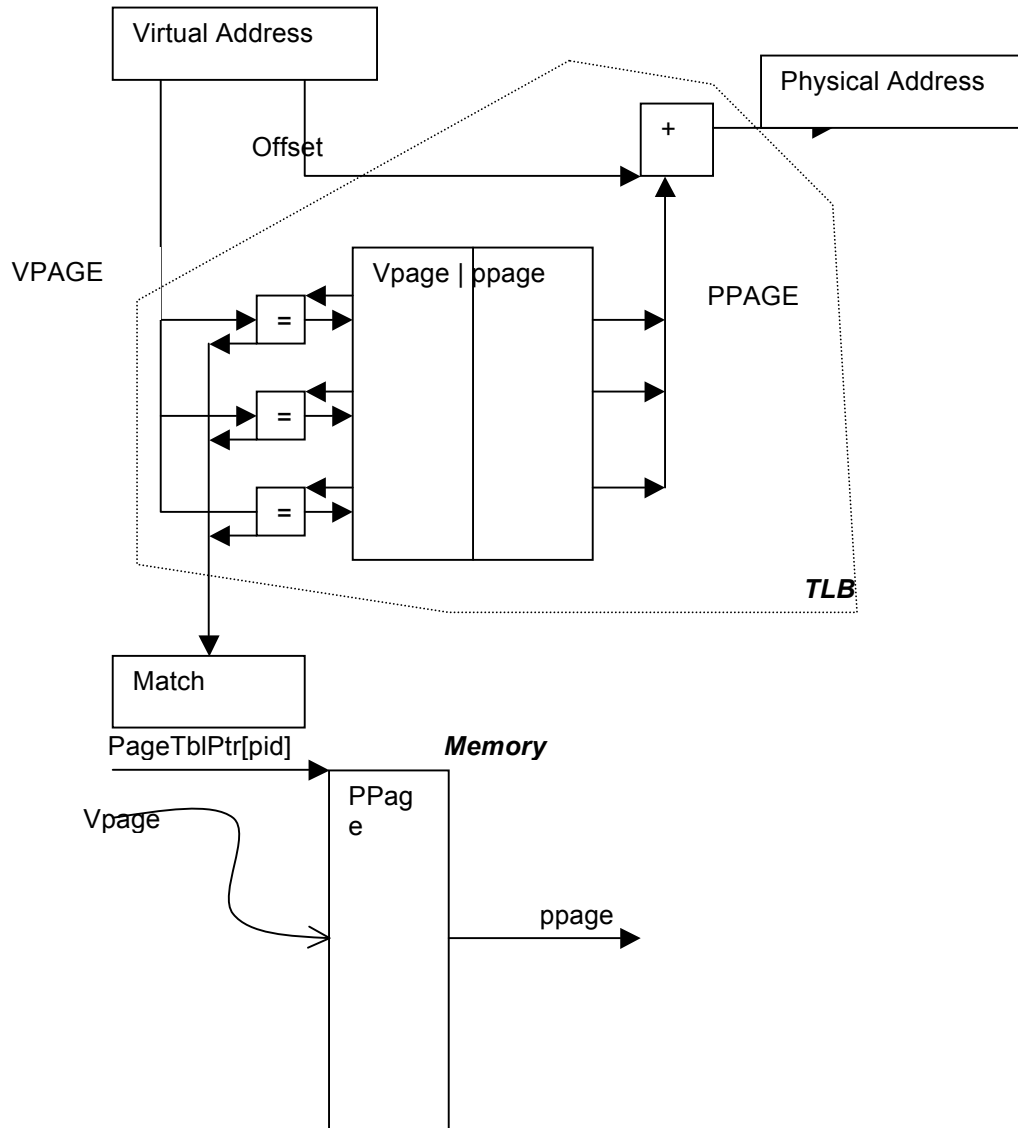 Virtual Address
Physical Address
+
Offset
VPAGE
Vpage | ppage
PPAGE
=
=
=
TLB
Match
PageTblPtr[pid]
Memory
PPag
e
Vpage
ppage